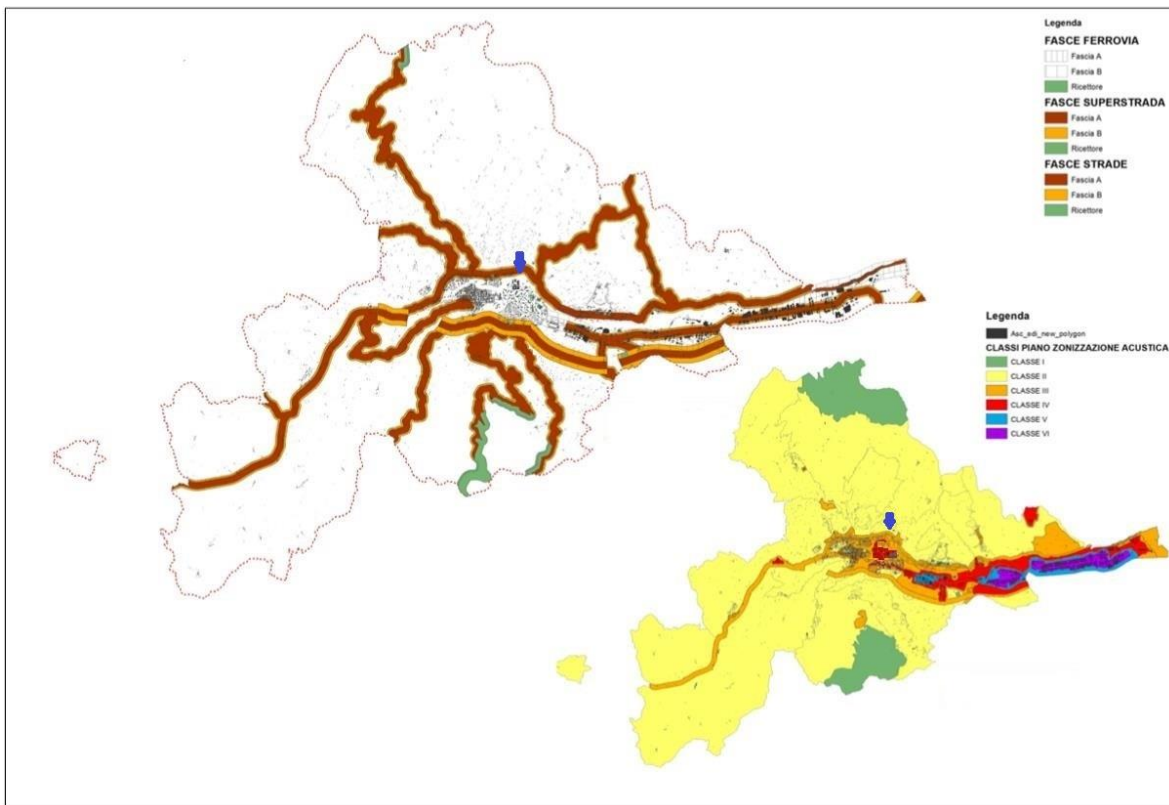 Legenda
FASCE FERROVIA
Fascia A
Fascia B
Ricettore
FASCE SUPERSTRADA
Fascia A
Fascia B
Ricettore
FASCE STRADE
Fascia A
Fascia B
Ricettore
Legenda
Asc_edi_new_polygon
CLASSI PIANO ZONIZZAZIONE ACUSTICA
CLASSE I
CLASSE II
CLASSE III
CLASSE IV
CLASSE V
CLASSE VI